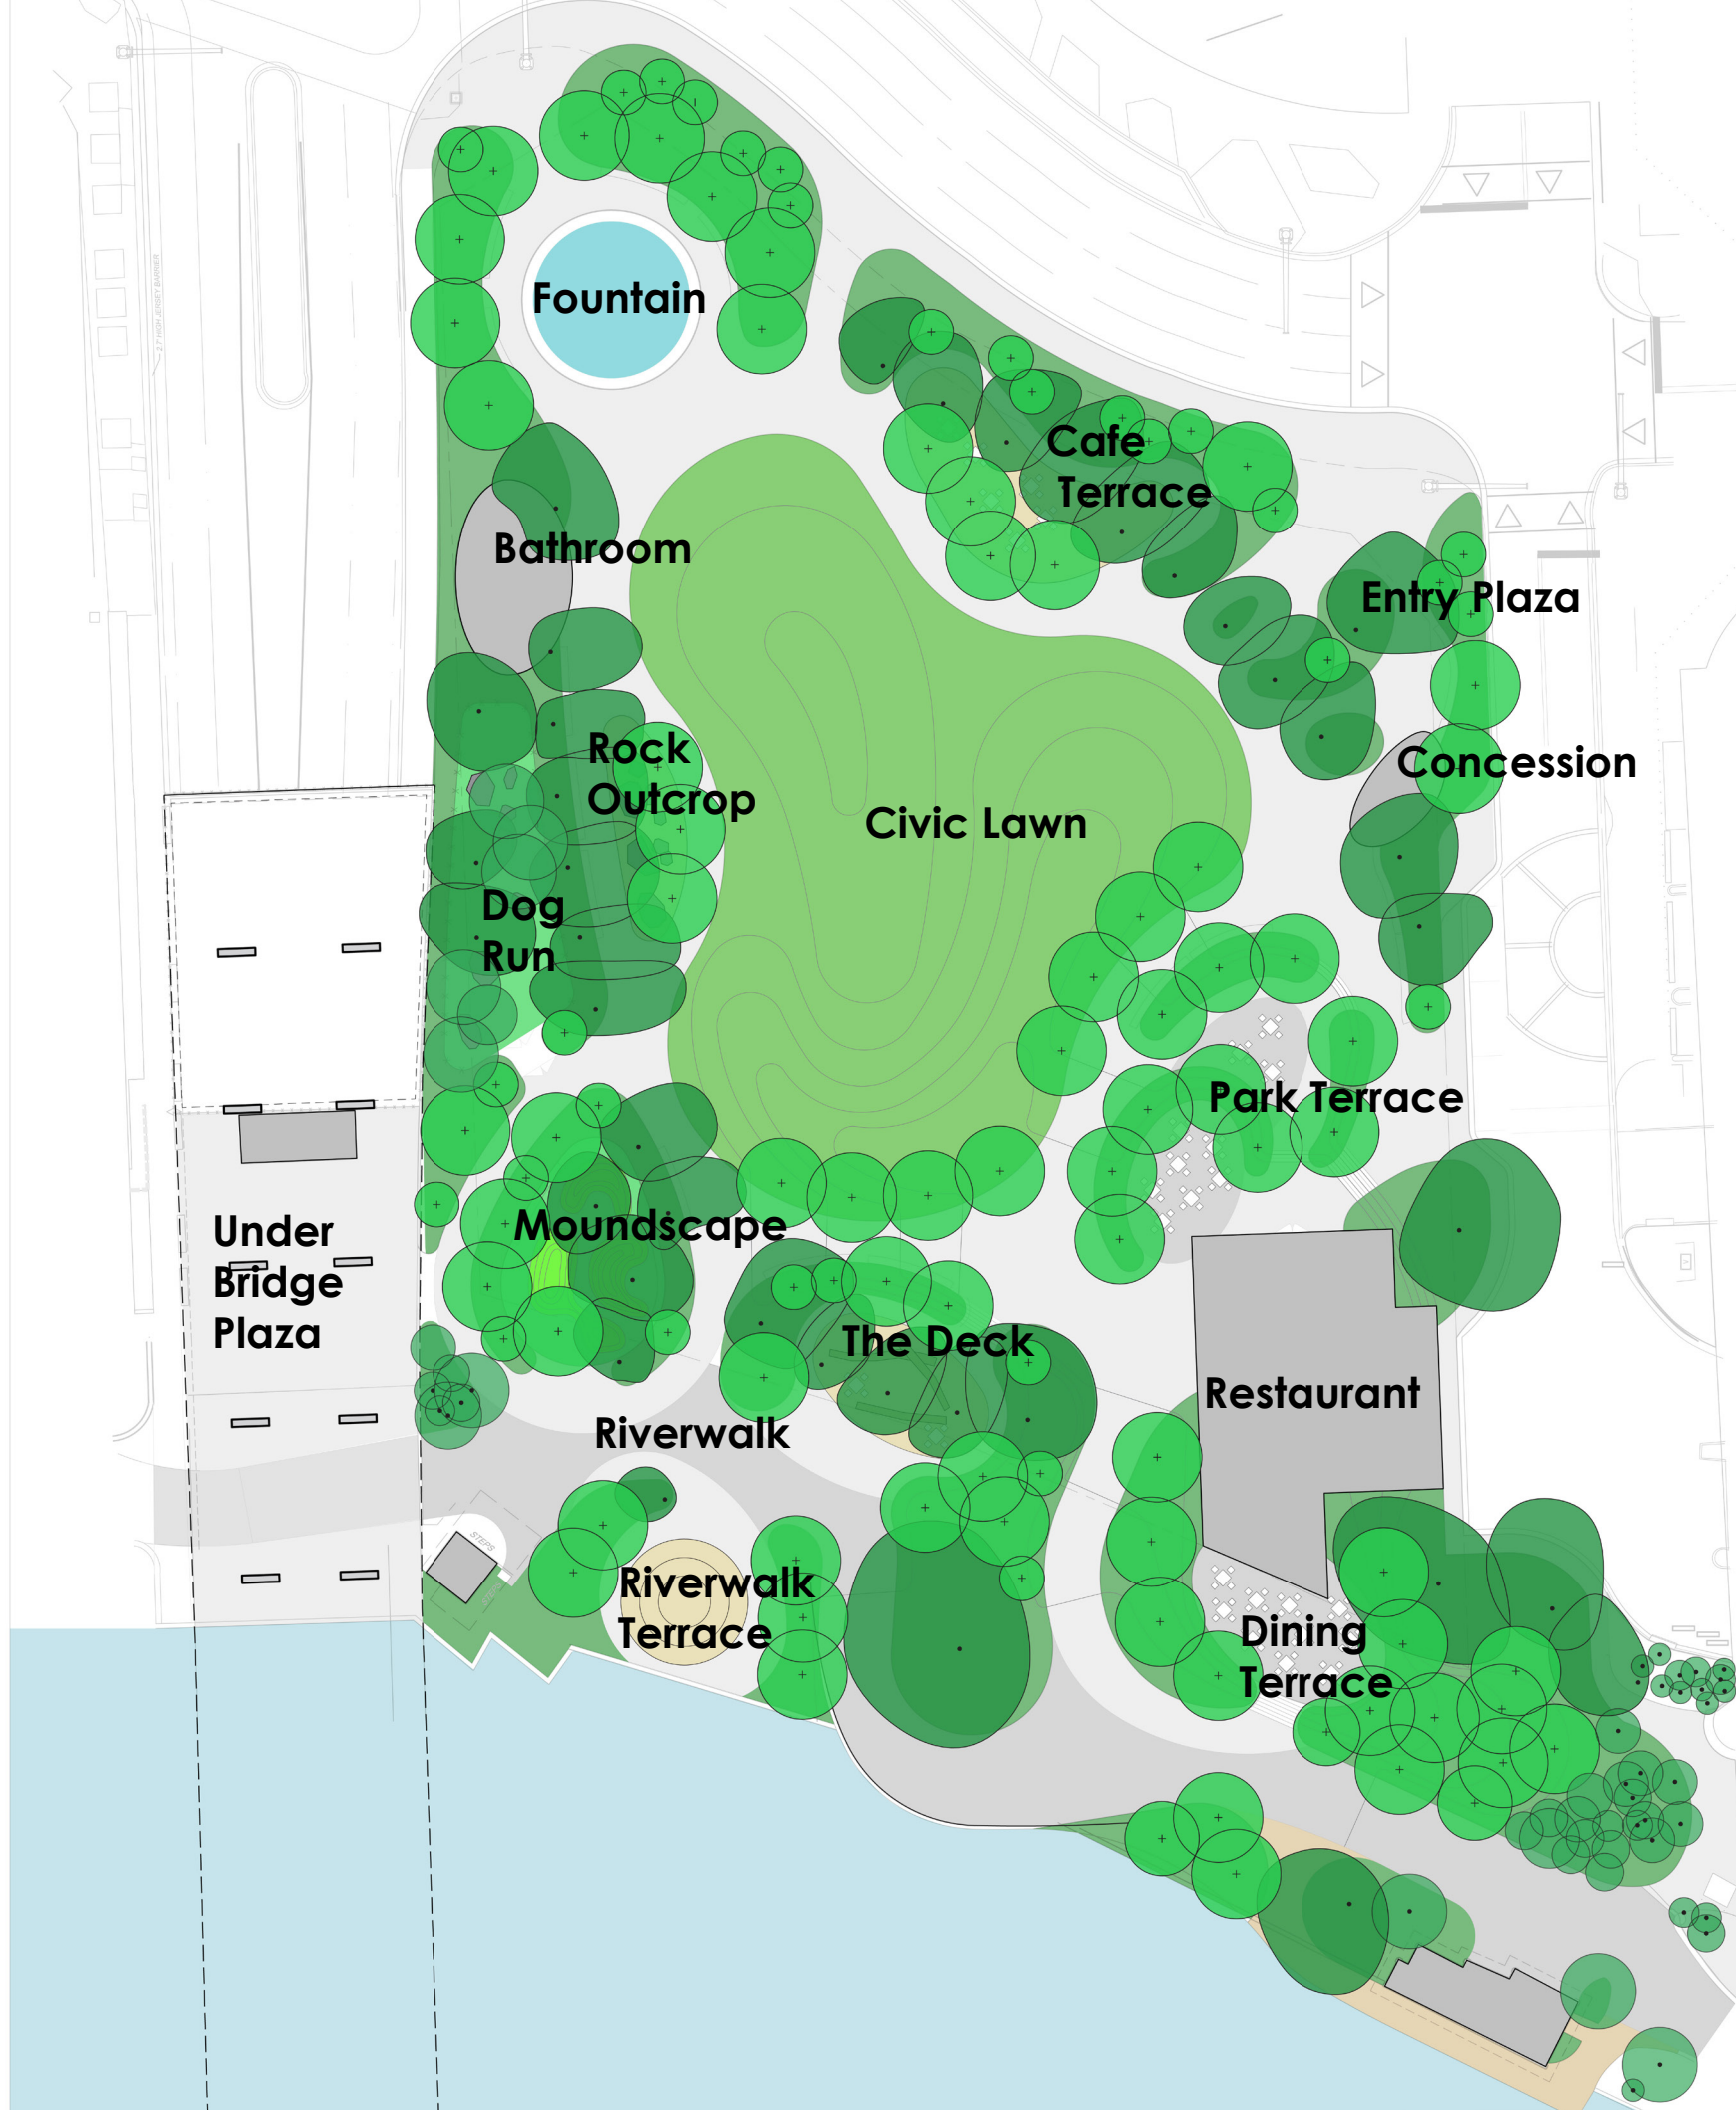 Fountain
Cafe
Terrace
Bathroom
Entry Plaza
Rock
Outcrop
Concession
Civic Lawn
Dog
Run
Park Terrace
Under
Bridge
Plaza
Moundscape
The Deck
Restaurant
Riverwalk
STEPS
Riverwalk
Terrace
Dining
Terrace